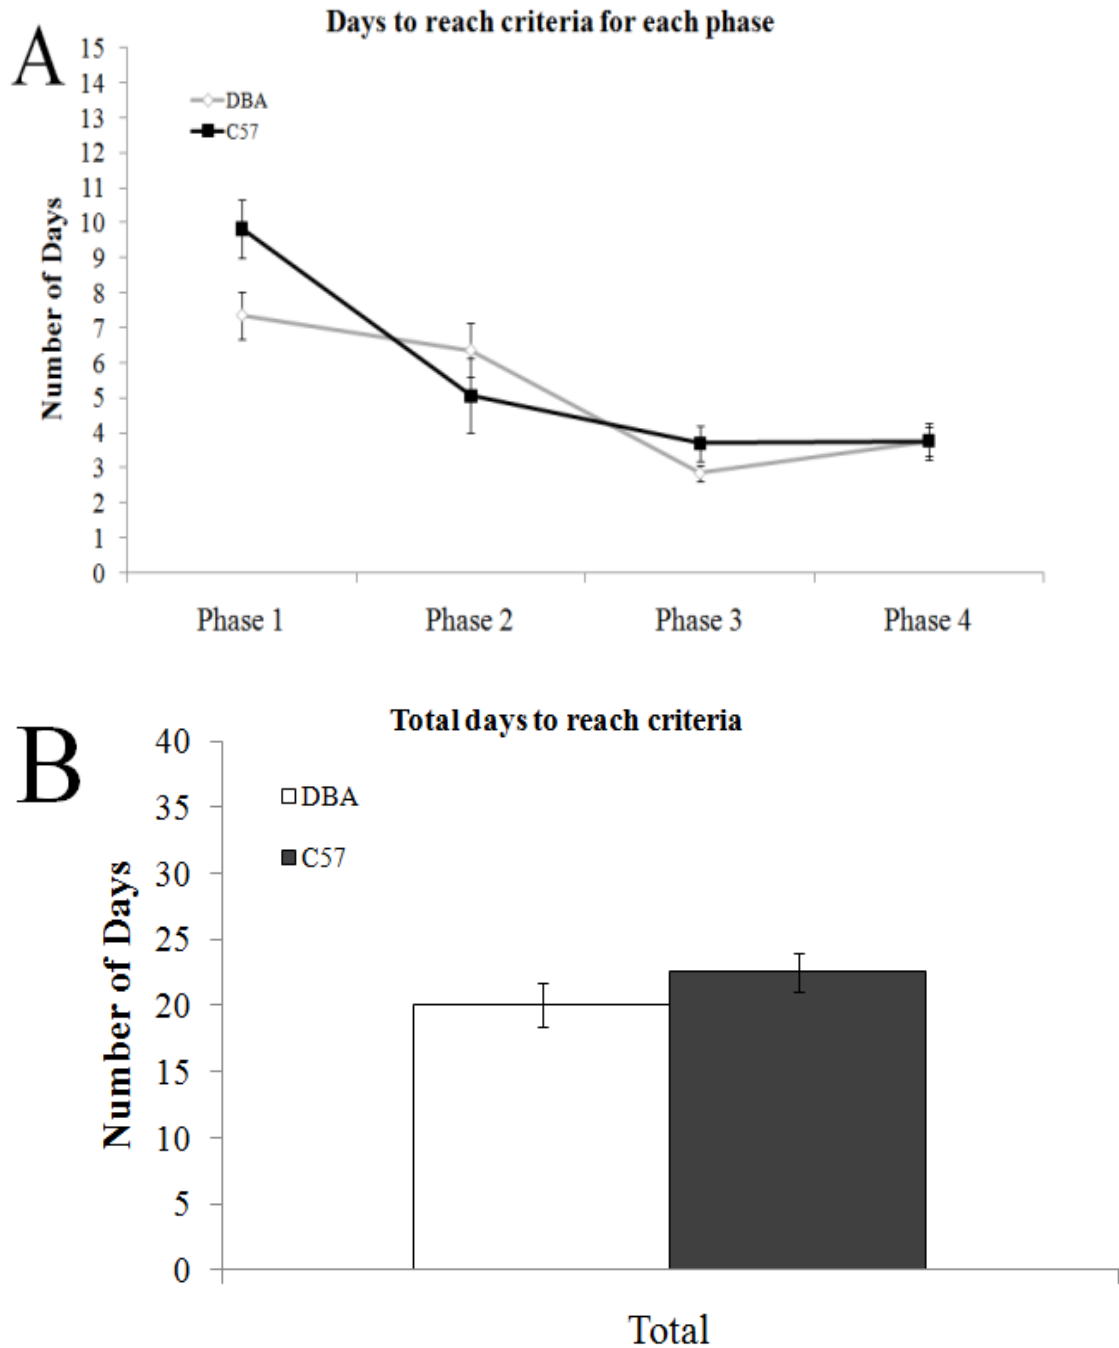 A
Days to reach criteria for each phase
15
14
13
12
11
10
9
8
7
6
5
4
3
2
1
0
Number of Days
DBA
C57
Phase 1 Phase 2 Phase 3 Phase 4
B
Total days to reach criteria
40
35
30
25
20
15
10
5
0
Number of Days
DBA
C57
Total